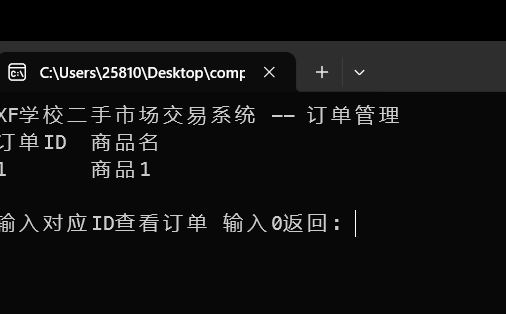 C:\Users\25810\Desktop\comp
XF学校二手市场交易系统 -- 订单管理
订单ID 商品名
1 商品1
输入对应ID查看订单 输入0返回: